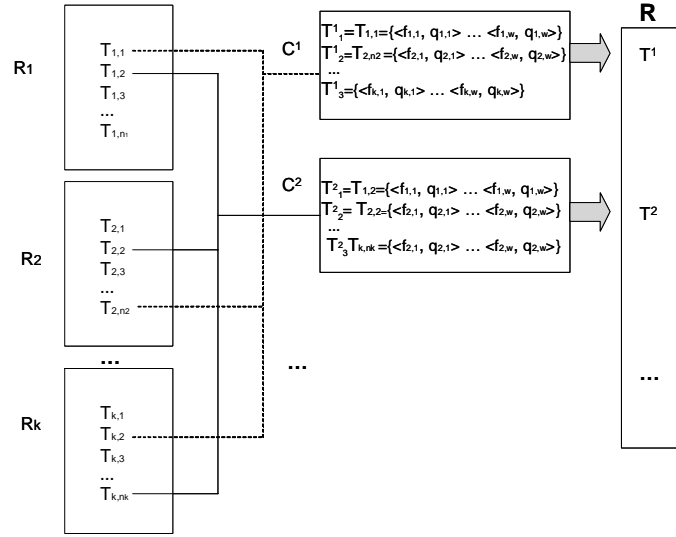 R1
T1,1
T1,2
T1,3
...
T1,n1
R2
T2,1
T2,2
T2,3
...
T2,n2
...
Rk
Tk,1
Tk,2
Tk,3
...
Tk,nk
C1
T11=T1,1={<f1,1, q1,1> ... <f1,w, q1,w>}
T12=T2,n2={<f2,1, q2,1> ... <f2,w, q2,w>}
...
T13={<fk,1, qk,1> ... <fk,w, qk,w>}
C2
T21=T1,2={<f1,1, q1,1> ... <f1,w, q1,w>}
T22= T2,2={<f2,1, q2,1> ... <f2,w, q2,w>}
...
T23Tk,nk={<f2,1, q2,1> ... <f2,w, q2,w>}
...
R
T1
T2
...